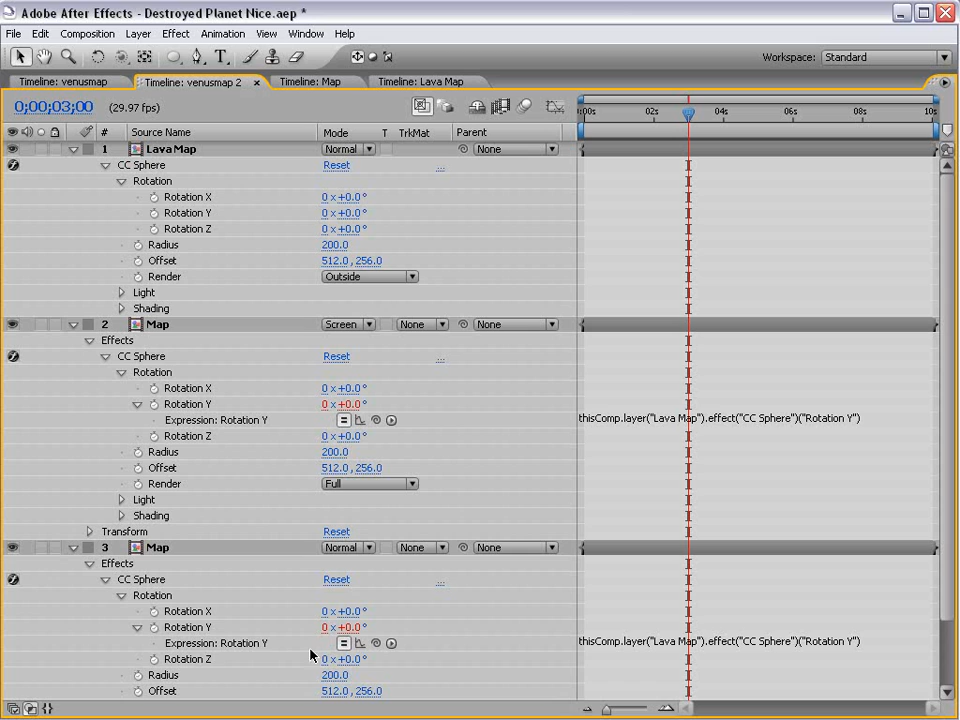 Adobe After Effects - Destroyed Planet Nice.aep *
File Edit Composition Layer Effect Animation View Window Help
T Workspace: Standard
Timeline: venusmap Timeline: venusmap 2 × Timeline: Map Timeline: Lava Map
0;00;03;00 (29.97 fps) :00s 02s 04s 06s 08s 10s
# Source Name Mode T TrkMat Parent
1 Lava Map Normal None
CC Sphere Reset ...
Rotation
Rotation X 0 x +0.0 °
Rotation Y 0 x +0.0 °
Rotation Z 0 x +0.0 °
Radius 200.0
Offset 512.0 , 256.0
Render Outside
Light
Shading
2 Map Screen None None
Effects
CC Sphere Reset ...
Rotation
Rotation X 0 x +0.0 °
Rotation Y 0 x +0.0 °
Expression: Rotation Y = thisComp.layer("Lava Map").effect("CC Sphere")("Rotation Y")
Rotation Z 0 x +0.0 °
Radius 200.0
Offset 512.0 , 256.0
Render Full
Light
Shading
Transform Reset
3 Map Normal None None
Effects
CC Sphere Reset ...
Rotation
Rotation X 0 x +0.0 °
Rotation Y 0 x +0.0 °
Expression: Rotation Y = thisComp.layer("Lava Map").effect("CC Sphere")("Rotation Y")
Rotation Z 0 x +0.0 °
Radius 200.0
Offset 512.0 , 256.0